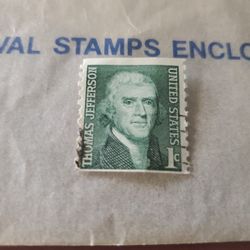 VAL STAMPS ENCLO
THOMAS JEFFERSON
UNITED STATES
1c